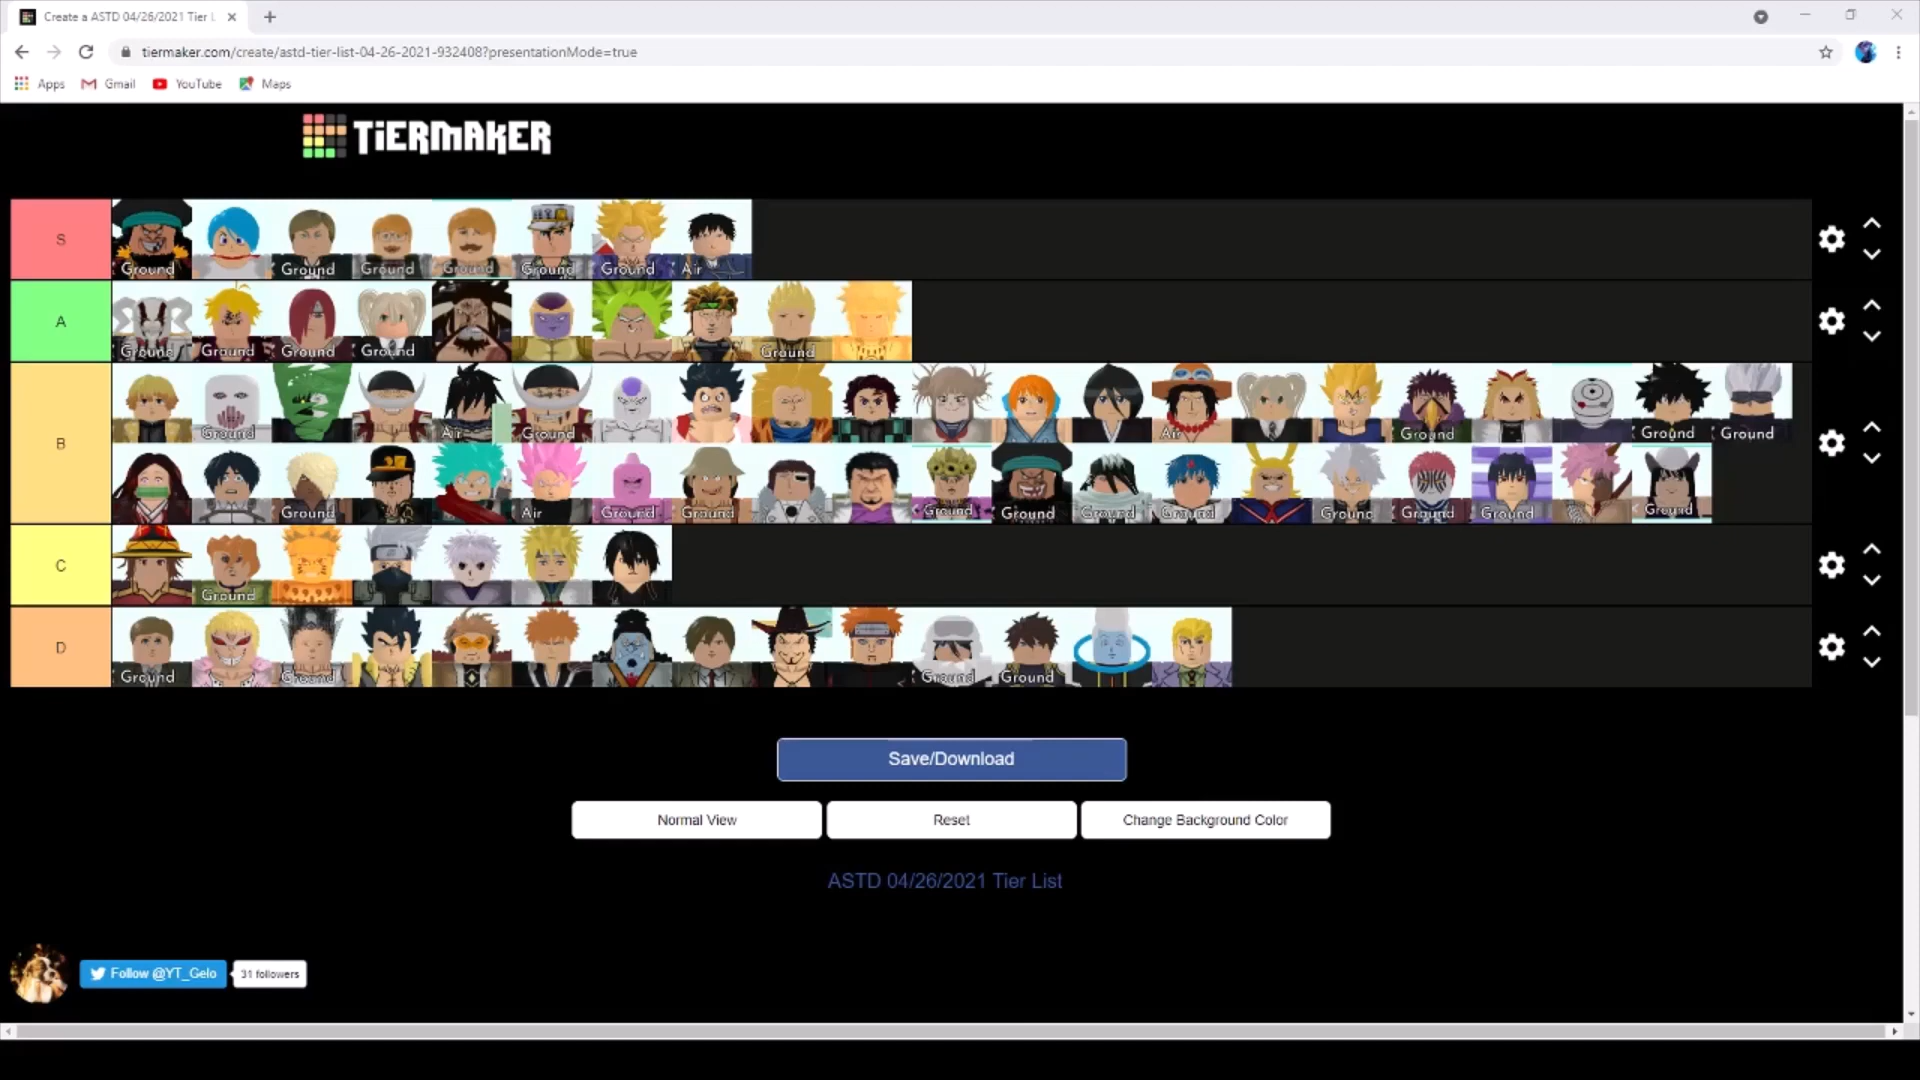 Create a ASTD 04/26/2021 Tier L
tiermaker.com/create/astd-tier-list-04-26-2021-932408?presentationMode=true
Apps Gmail YouTube Maps
TiERMAKER
S
Ground Ground Ground Ground Ground Ground Air
A
Ground Ground Ground Ground Ground
B
Ground Air Ground Air Ground Ground Ground
Ground Air Ground Ground Ground Ground Ground Ground Ground Ground Ground Ground
C
Ground
D
Ground Ground Ground Ground
Save/Download
Normal View Reset Change Background Color
ASTD 04/26/2021 Tier List
Follow @YT_Gelo 31 followers